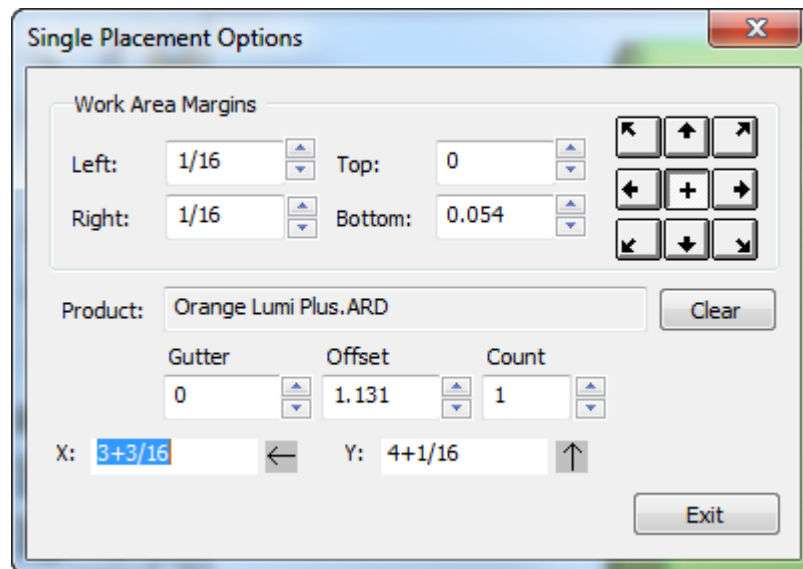 Single Placement Options
Work Area Margins
Left: 1/16 Top: 0
Right: 1/16 Bottom: 0.054
Product: Orange Lumi Plus.ARD Clear
Gutter Offset Count
0 1.131 1
X: 3+3/16 Y: 4+1/16
Exit